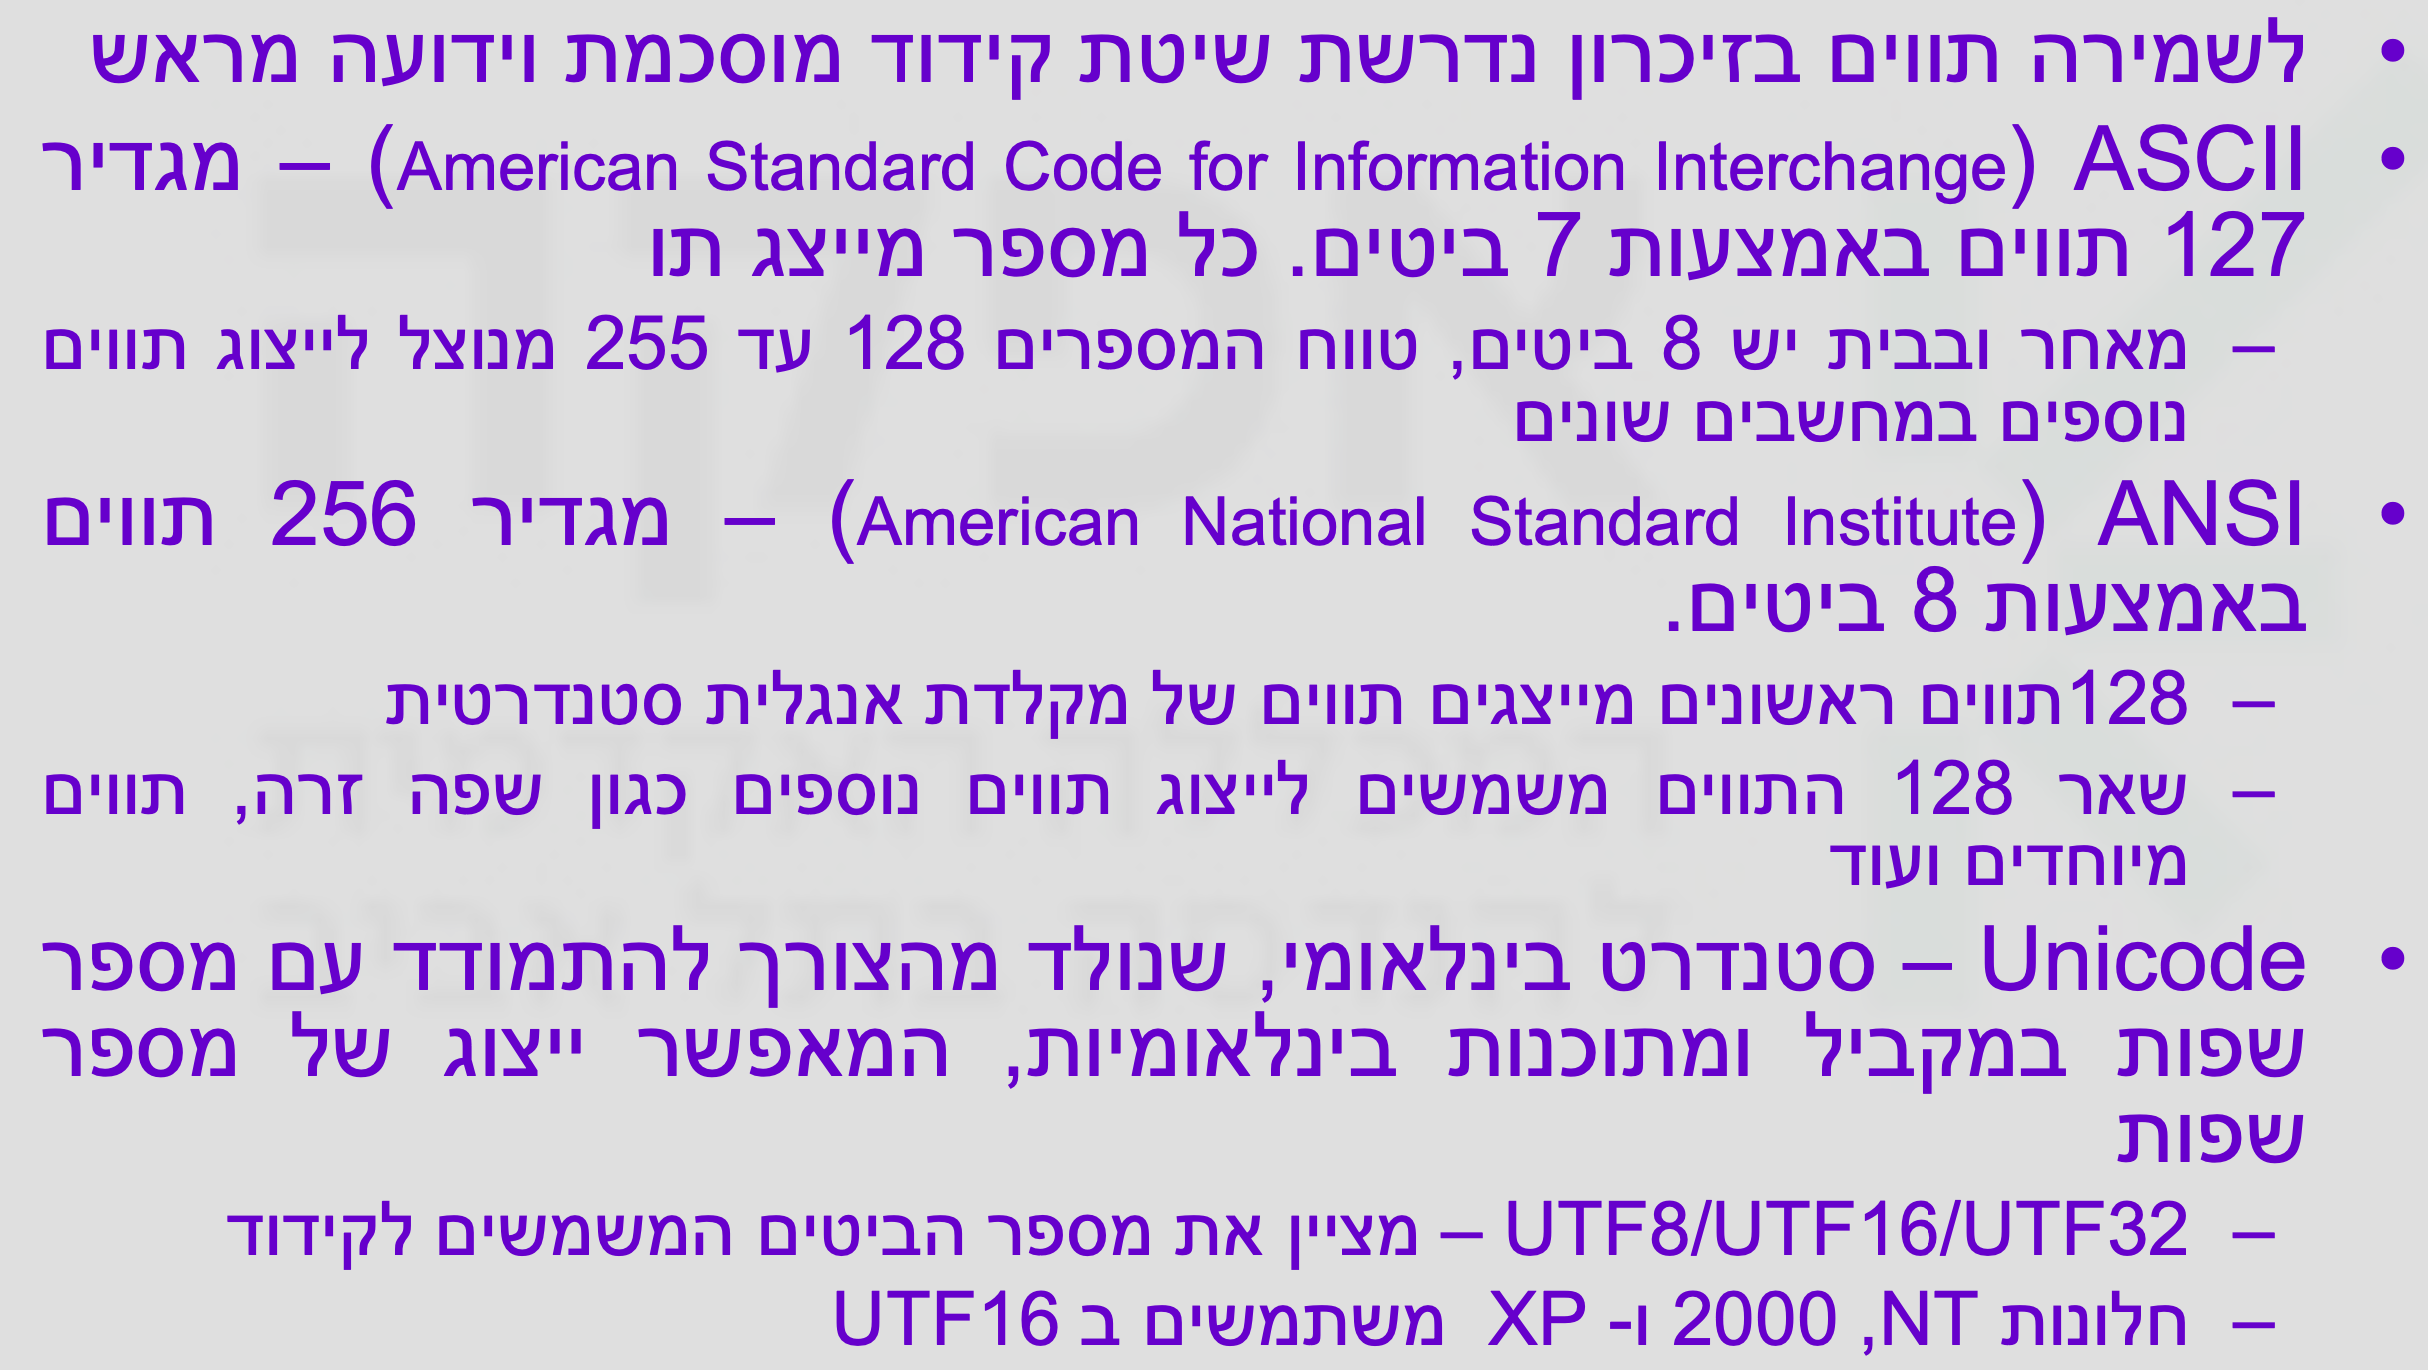 • לשמירה תווים בזיכרון נדרשת שיטת קידוד מוסכמת וידועה מראש
• ASCII (American Standard Code for Information Interchange) – מגדיר
127 תווים באמצעות 7 ביטים. כל מספר מייצג תו
– מאחר ובבית יש 8 ביטים, טווח המספרים 128 עד 255 מנוצל לייצוג תווים
נוספים במחשבים שונים
• ANSI (American National Standard Institute) – מגדיר 256 תווים
באמצעות 8 ביטים.
– 128תווים ראשונים מייצגים תווים של מקלדת אנגלית סטנדרטית
– שאר 128 התווים משמשים לייצוג תווים נוספים כגון שפה זרה, תווים
מיוחדים ועוד
• Unicode – סטנדרט בינלאומי, שנולד מהצורך להתמודד עם מספר
שפות במקביל ומתוכנות בינלאומיות, המאפשר ייצוג של מספר
שפות
– UTF8/UTF16/UTF32 – מציין את מספר הביטים המשמשים לקידוד
– חלונות NT, 2000 ו- XP משתמשים ב UTF16